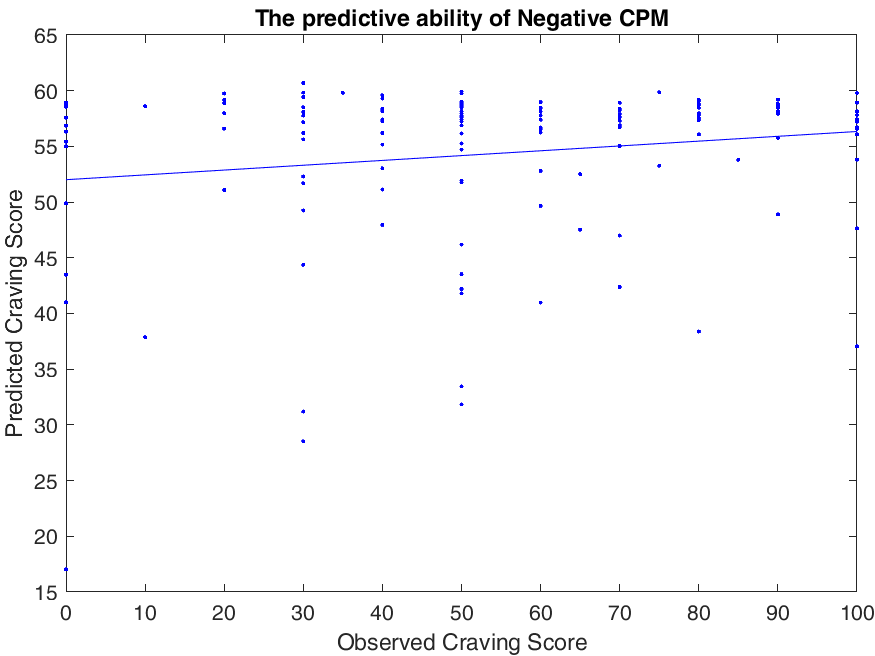 The predictive ability of Negative CPM
65
60
55
50
45
40
35
30
25
20
15
Predicted Craving Score
0 10 20 30 40 50 60 70 80 90 100
Observed Craving Score